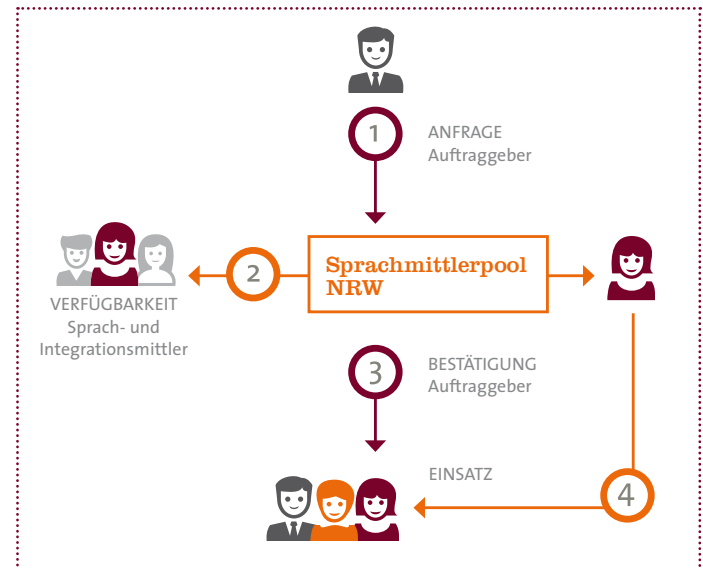 1
ANFRAGE
Auftraggeber
2
Sprachmittlerpool
NRW
VERFÜGBARKEIT
Sprach- und
Integrationsmittler
3
BESTÄTIGUNG
Auftraggeber
EINSATZ
4